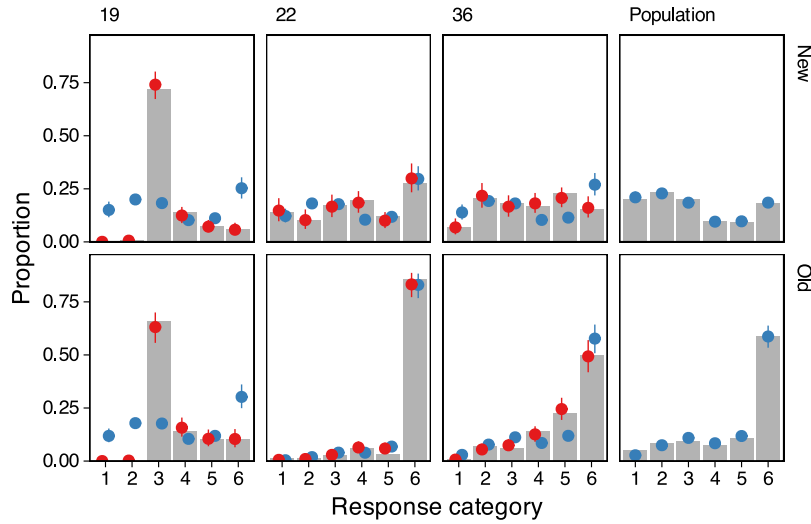 19 22 36 Population
0.75
0.50
0.25
0.00
New
0.75
0.50
0.25
0.00
Old
Proportion
1 2 3 4 5 6 1 2 3 4 5 6 1 2 3 4 5 6 1 2 3 4 5 6
Response category